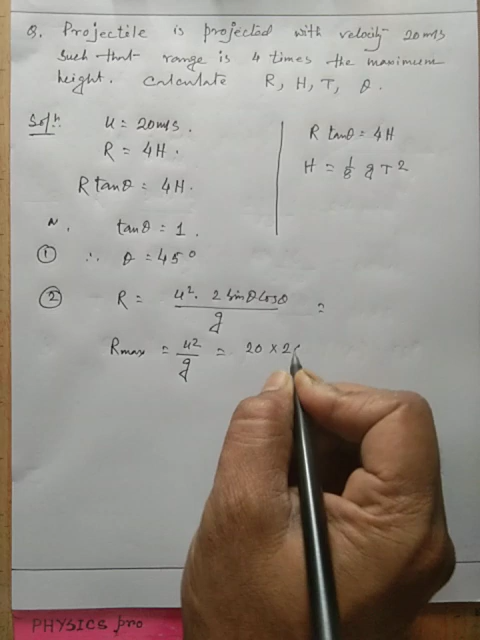 Q. Projectile is projected with velocity 20 m/s
such that range is 4 times the maximum
height. Calculate R, H, T, θ.
Soln:
u = 20 m/s.
R = 4H.
R tanθ = 4H.
R tanθ = 4H
H = 1/8 g T2
tanθ = 1.
① ∴ θ = 45°
② R = u². 2 sinθ cosθ / g =
Rmax = u²/g = 20 × 2
PHYSICS pro